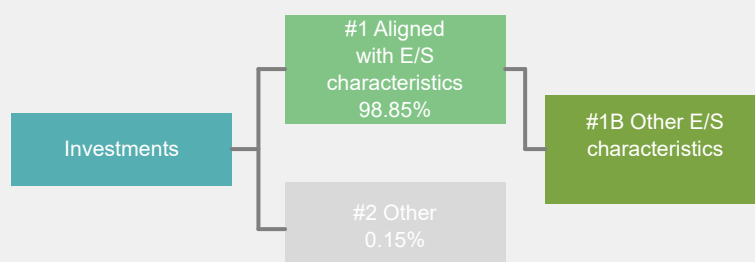 #1 Aligned
with E/S
characteristics
98.85%
Investments
#1B Other E/S
characteristics
#2 Other
0.15%